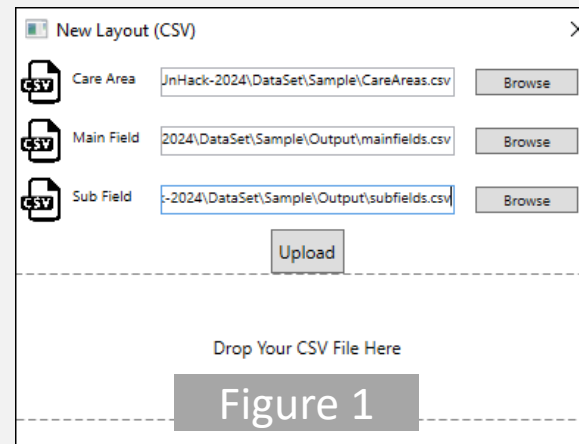 New Layout (CSV)
CSV Care Area UnHack-2024\DataSet\Sample\CareAreas.csv Browse
CSV Main Field 2024\DataSet\Sample\Output\mainfields.csv Browse
CSV Sub Field :-2024\DataSet\Sample\Output\subfields.csv Browse
Upload
Drop Your CSV File Here
Figure 1